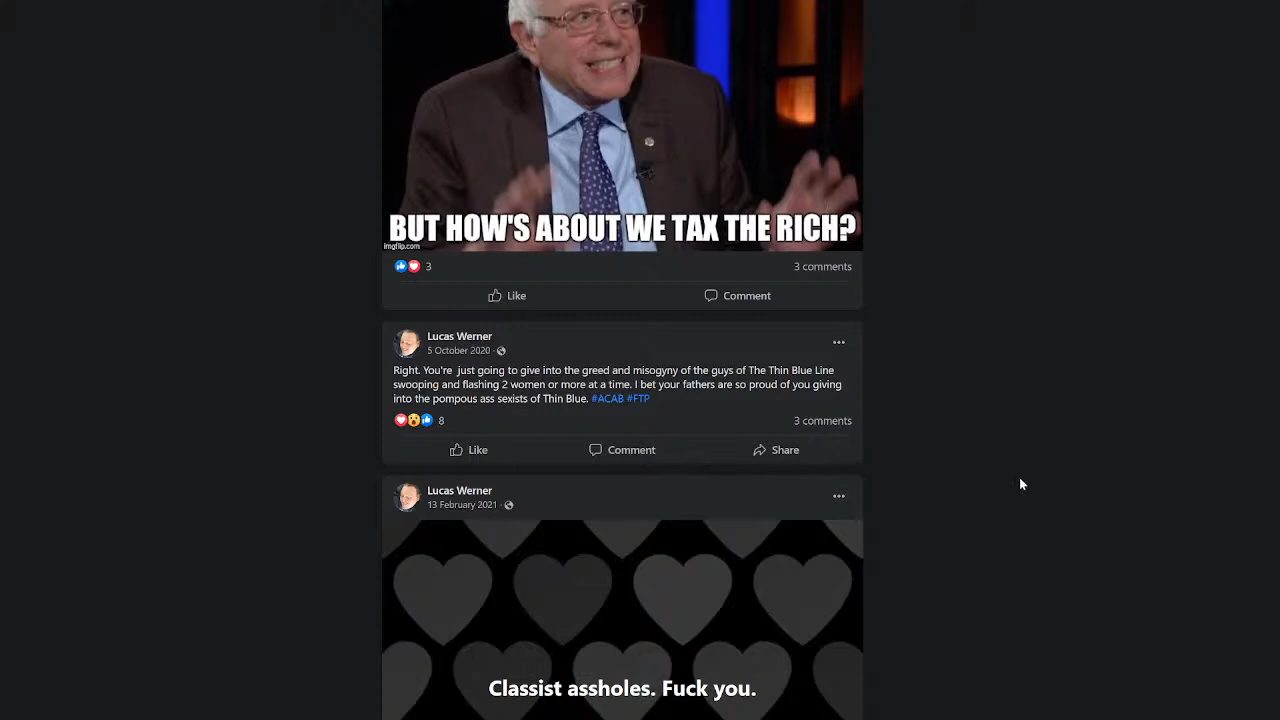 BUT HOW'S ABOUT WE TAX THE RICH?
imgflip.com
3
3 comments
Like
Comment
Lucas Werner
5 October 2020
Right. You're just going to give into the greed and misogyny of the guys of The Thin Blue Line
swooping and flashing 2 women or more at a time. I bet your fathers are so proud of you giving
into the pompous ass sexists of Thin Blue. #ACAB #FTP
8
3 comments
Like
Comment
Share
Lucas Werner
13 February 2021
Classist assholes. Fuck you.